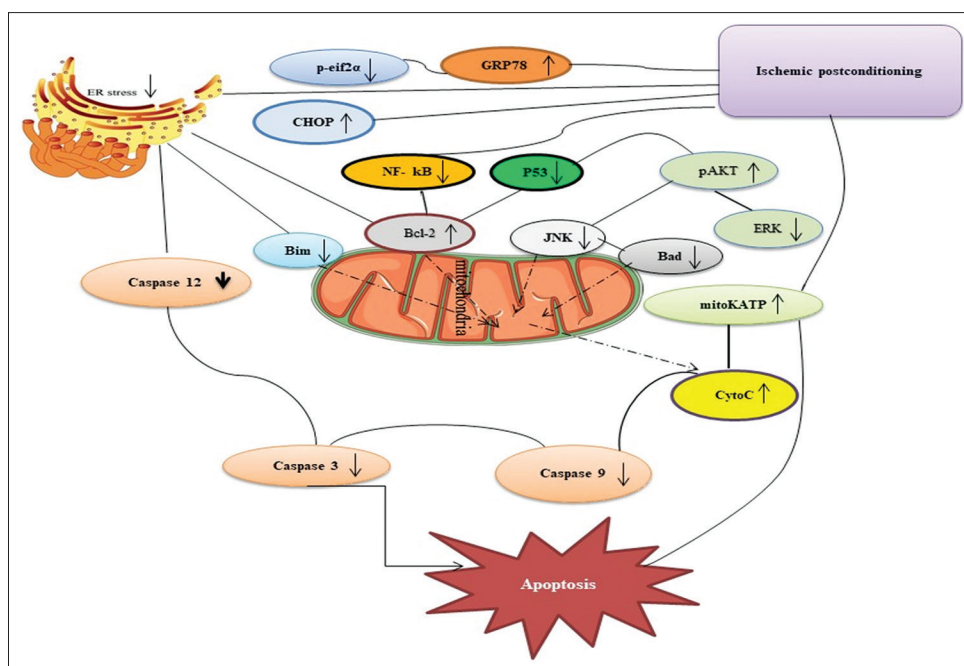 p-eif2α ↓
GRP78 ↑
Ischemic postconditioning
ER stress ↓
CHOP ↑
NF- kB ↓
P53 ↓
pAKT ↑
Bcl-2 ↑
JNK ↓
ERK ↓
Bim ↓
Bad ↓
mitochondria
Caspase 12 ↓
mitoKATP ↑
CytoC ↑
Caspase 3 ↓
Caspase 9 ↓
Apoptosis